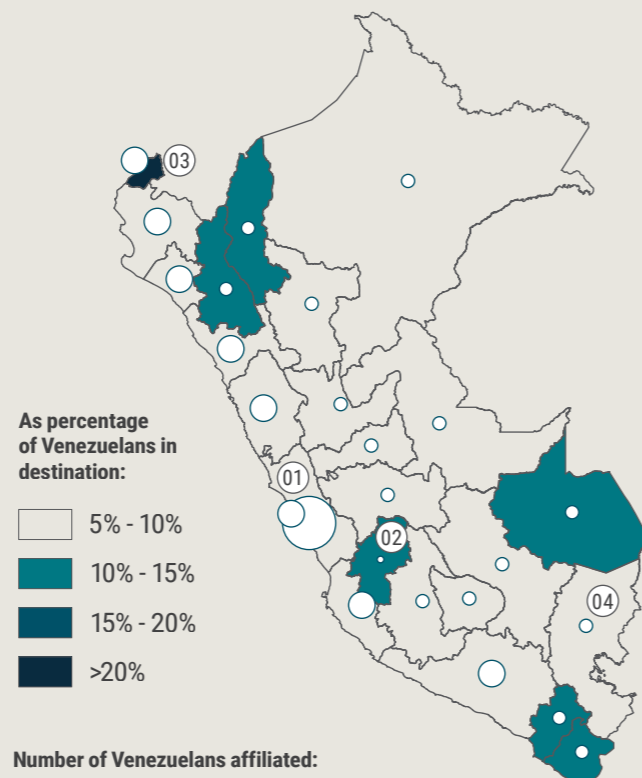 03
01
02
04
As percentage
of Venezuelans in
destination:
5% - 10%
10% - 15%
15% - 20%
>20%
Number of Venezuelans affiliated: